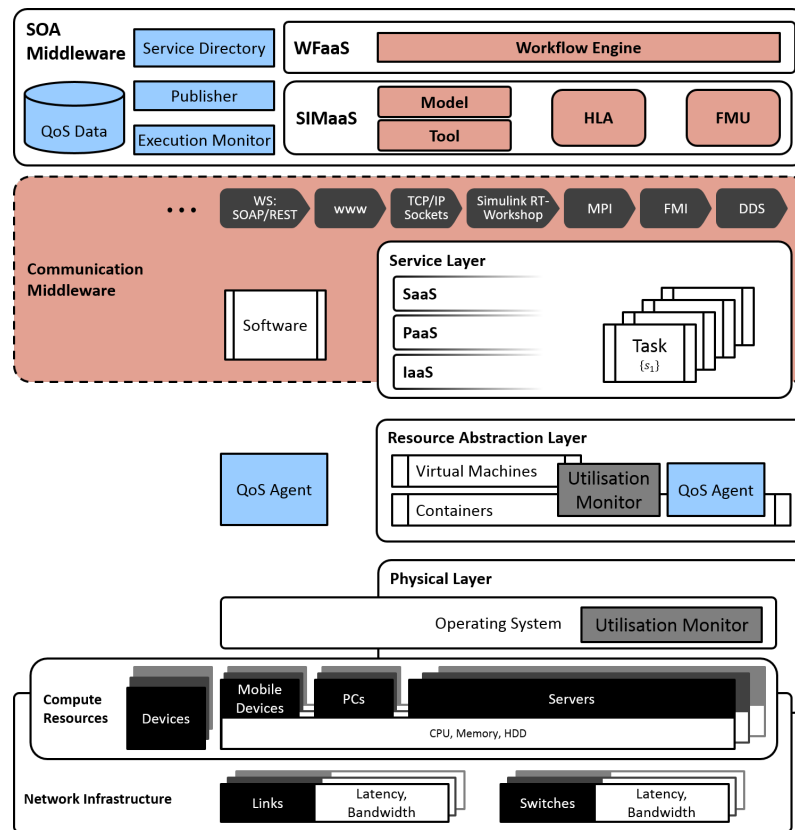 SOA
Middleware
Service Directory
WFaaS
Workflow Engine
QoS Data
Publisher
Execution Monitor
SIMaaS
Model
Tool
HLA
FMU
...
WS:
SOAP/REST
www
TCP/IP
Sockets
Simulink RT-
Workshop
MPI
FMI
DDS
Communication
Middleware
Software
Service Layer
SaaS
PaaS
IaaS
Task
{s₁}
QoS Agent
Resource Abstraction Layer
Virtual Machines
Containers
Utilisation
Monitor
QoS Agent
Physical Layer
Operating System
Utilisation Monitor
Compute
Resources
Devices
Mobile
Devices
PCs
Servers
CPU, Memory, HDD
Network Infrastructure
Links
Latency,
Bandwidth
Switches
Latency,
Bandwidth